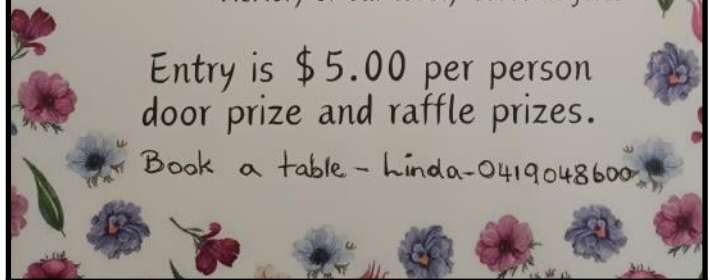 Entry is $5.00 per person
door prize and raffle prizes.
Book a table - Linda-0419048600